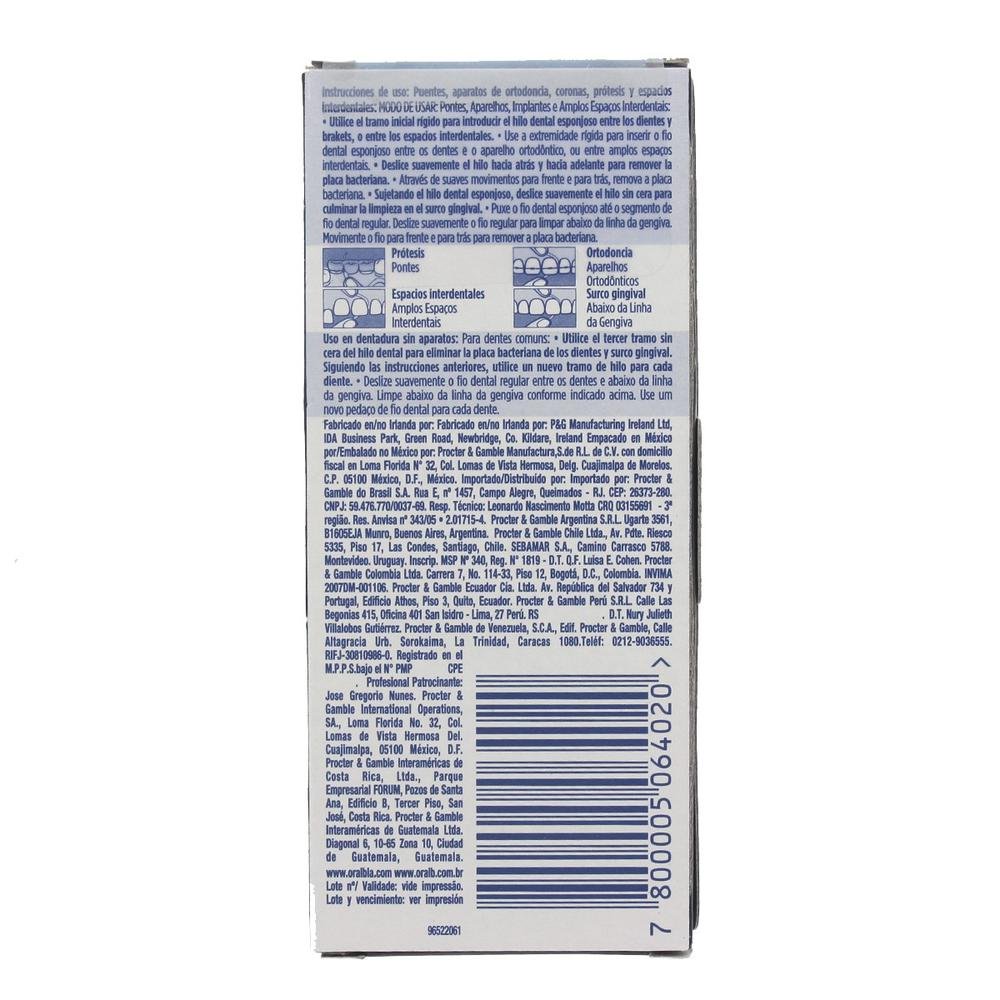 Instrucciones de uso: Puentes, aparatos de ortodoncia, coronas, prótesis y espacios
Interdentales: MODO DE USAR: Pontes, Aparelhos, Implantes e Amplos Espaços Interdentais:
• Utilice el tramo inicial rígido para introducir el hilo dental esponjoso entre los dientes y
brakets, o entre los espacios interdentales. • Use a extremidade rígida para inserir o fio
dental esponjoso entre os dentes e o aparelho ortodôntico, ou entre amplos espaços
interdentais. • Deslice suavemente el hilo hacia atrás y hacia adelante para remover la
placa bacteriana. • Através de suaves movimentos para frente e para trás, remova a placa
bacteriana. • Sujetando el hilo dental esponjoso, deslice suavemente el hilo sin cera para
culminar la limpieza en el surco gingival. • Puxe o fio dental esponjoso até o segmento de
fio dental regular. Deslize suavemente o fio regular para limpar abaixo da linha da gengiva.
Movimente o fio para frente e para trás para remover a placa bacteriana.
Prótesis
Pontes
Ortodoncia
Aparelhos
Ortodônticos
Espacios interdentales
Amplos Espaços
Interdentais
Surco gingival
Abaixo da Linha
da Gengiva
Uso en dentadura sin aparatos: Para dentes comuns: • Utilice el tercer tramo sin
cera del hilo dental para eliminar la placa bacteriana de los dientes y surco gingival.
Siguiendo las instrucciones anteriores, utilice un nuevo tramo de hilo para cada
diente. • Deslize suavemente o fio dental regular entre os dentes e abaixo da linha
da gengiva. Limpe abaixo da linha da gengiva conforme indicado acima. Use um
novo pedaço de fio dental para cada dente.
Fabricado en/no Irlanda por: Fabricado en/no Irlanda por: P&G Manufacturing Ireland Ltd,
IDA Business Park, Green Road, Newbridge, Co. Kildare, Ireland Empacado en México
por/Embalado no México por: Procter & Gamble Manufactura,S.de R.L. de C.V. con domicilio
fiscal en Loma Florida N° 32, Col. Lomas de Vista Hermosa, Delg. Cuajimalpa de Morelos.
C.P. 05100 México, D.F., México. Importado/Distribuido por: Importado por: Procter &
Gamble do Brasil S.A. Rua E, nº 1457, Campo Alegre, Queimados - RJ. CEP: 26373-280.
CNPJ: 59.476.770/0037-69. Resp. Técnico: Leonardo Nascimento Motta CRQ 03155691 - 3ª
região. Res. Anvisa nº 343/05 • 2.01715-4. Procter & Gamble Argentina S.R.L. Ugarte 3561,
B1605EJA Munro, Buenos Aires, Argentina. Procter & Gamble Chile Ltda., Av. Pdte. Riesco
5335, Piso 17, Las Condes, Santiago, Chile. SEBAMAR S.A., Camino Carrasco 5788.
Montevideo. Uruguay. Inscrip. MSP Nº 340, Reg. N° 1819 - D.T. Q.F. Luisa E. Cohen. Procter
& Gamble Colombia Ltda. Carrera 7, No. 114-33, Piso 12, Bogotá, D.C., Colombia. INVIMA
2007DM-001106. Procter & Gamble Ecuador Cía. Ltda. Av. República del Salvador 734 y
Portugal, Edificio Athos, Piso 3, Quito, Ecuador. Procter & Gamble Perú S.R.L. Calle Las
Begonias 415, Oficina 401 San Isidro - Lima, 27 Perú. RS . D.T. Nury Julieth
Villalobos Gutiérrez. Procter & Gamble de Venezuela, S.C.A., Edif. Procter & Gamble, Calle
Altagracia Urb. Sorokaima, La Trinidad, Caracas 1080.Teléf: 0212-9036555.
RIFJ-30810986-0. Registrado en el
M.P.P.S.bajo el N° PMP CPE
. Profesional Patrocinante:
Jose Gregorio Nunes. Procter &
Gamble International Operations,
SA., Loma Florida No. 32, Col.
Lomas de Vista Hermosa Del.
Cuajimalpa, 05100 México, D.F.
Procter & Gamble Interaméricas de
Costa Rica, Ltda., Parque
Empresarial FORUM, Pozos de Santa
Ana, Edificio B, Tercer Piso, San
José, Costa Rica. Procter & Gamble
Interaméricas de Guatemala Ltda.
Diagonal 6, 10-65 Zona 10, Ciudad
de Guatemala, Guatemala.
www.oralbla.com www.oralb.com.br
Lote nº/ Validade: vide impressão.
Lote y vencimiento: ver impresión
7 800005 064020 >
96522061